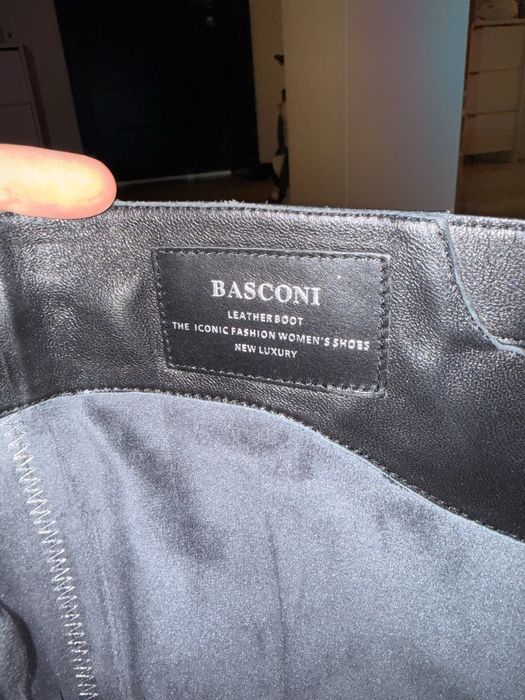 BASCONI
LEATHER BOOT
THE ICONIC FASHION WOMEN'S SHOES
NEW LUXURY